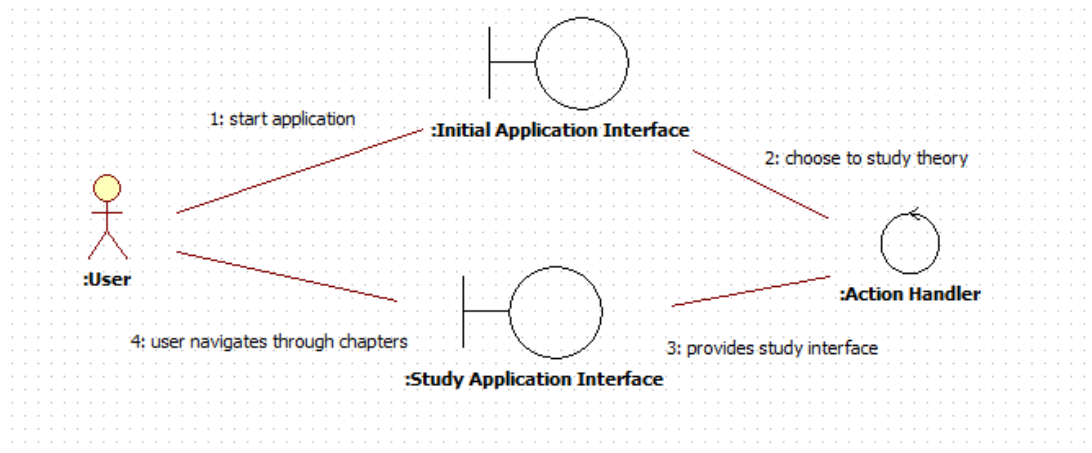 1: start application
:Initial Application Interface
2: choose to study theory
:User
:Action Handler
4: user navigates through chapters
3: provides study interface
:Study Application Interface